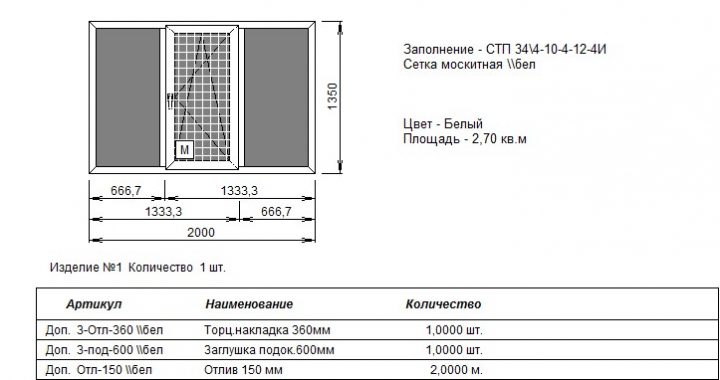 Заполнение - СТП 34\4-10-4-12-4И
Сетка москитная \\бел
Цвет - Белый
Площадь - 2,70 кв.м
M
1350
666,7 1333,3
1333,3 666,7
2000
Изделие №1 Количество 1 шт.
Артикул Наименование Количество
Доп. 3-Отл-360 \\бел Торц.накладка 360мм 1,0000 шт.
Доп. 3-под-600 \\бел Заглушка подок.600мм 1,0000 шт.
Доп. Отл-150 \\бел Отлив 150 мм 2,0000 м.